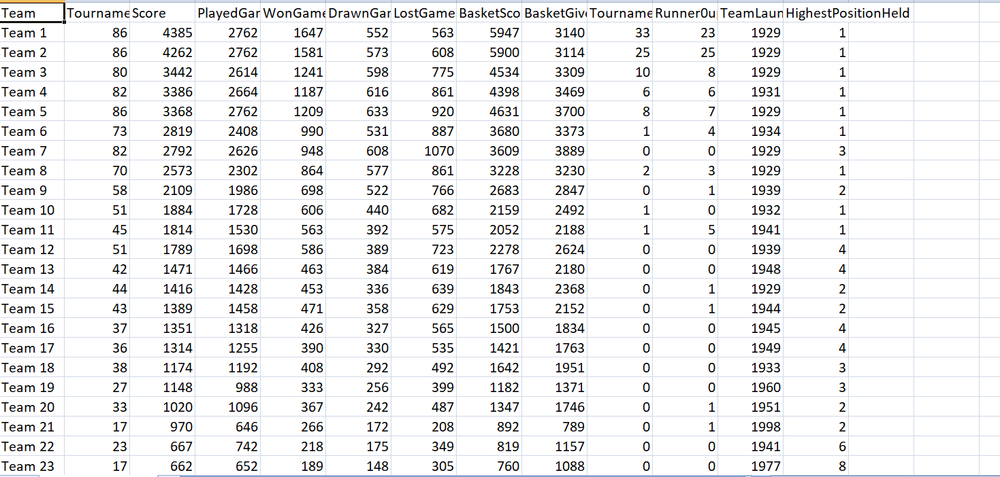 Team Tourname Score PlayedGar WonGame DrawnGar LostGame BasketSco BasketGive Tourname Runner0u TeamLaun HighestPositionHeld
Team 1 86 4385 2762 1647 552 563 5947 3140 33 23 1929 1
Team 2 86 4262 2762 1581 573 608 5900 3114 25 25 1929 1
Team 3 80 3442 2614 1241 598 775 4534 3309 10 8 1929 1
Team 4 82 3386 2664 1187 616 861 4398 3469 6 6 1931 1
Team 5 86 3368 2762 1209 633 920 4631 3700 8 7 1929 1
Team 6 73 2819 2408 990 531 887 3680 3373 1 4 1934 1
Team 7 82 2792 2626 948 608 1070 3609 3889 0 0 1929 3
Team 8 70 2573 2302 864 577 861 3228 3230 2 3 1929 1
Team 9 58 2109 1986 698 522 766 2683 2847 0 1 1939 2
Team 10 51 1884 1728 606 440 682 2159 2492 1 0 1932 1
Team 11 45 1814 1530 563 392 575 2052 2188 1 5 1941 1
Team 12 51 1789 1698 586 389 723 2278 2624 0 0 1939 4
Team 13 42 1471 1466 463 384 619 1767 2180 0 0 1948 4
Team 14 44 1416 1428 453 336 639 1843 2368 0 1 1929 2
Team 15 43 1389 1458 471 358 629 1753 2152 0 1 1944 2
Team 16 37 1351 1318 426 327 565 1500 1834 0 0 1945 4
Team 17 36 1314 1255 390 330 535 1421 1763 0 0 1949 4
Team 18 38 1174 1192 408 292 492 1642 1951 0 0 1933 3
Team 19 27 1148 988 333 256 399 1182 1371 0 0 1960 3
Team 20 33 1020 1096 367 242 487 1347 1746 0 1 1951 2
Team 21 17 970 646 266 172 208 892 789 0 1 1998 2
Team 22 23 667 742 218 175 349 819 1157 0 0 1941 6
Team 23 17 662 652 189 148 305 760 1088 0 0 1977 8